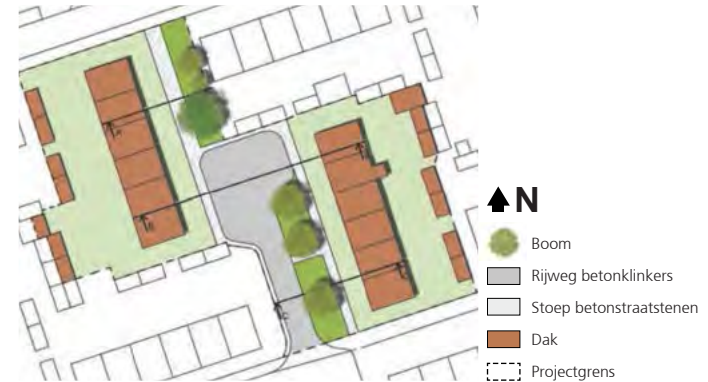 N
Boom
Rijweg betonklinkers
Stoep betonstraatstenen
Dak
Projectgrens